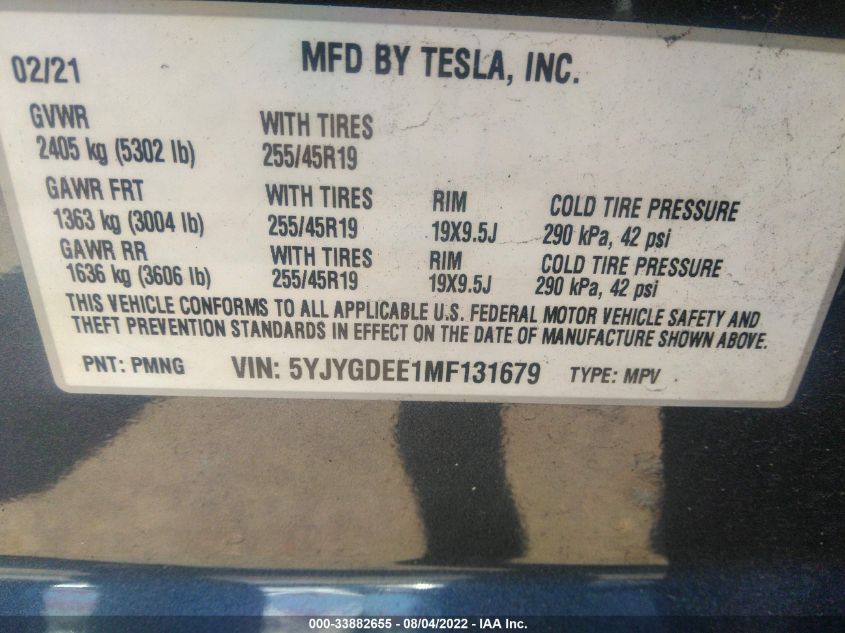 02/21 MFD BY TESLA, INC.
GVWR WITH TIRES
2405 kg (5302 lb) 255/45R19
GAWR FRT WITH TIRES RIM COLD TIRE PRESSURE
1363 kg (3004 lb) 255/45R19 19X9.5J 290 kPa, 42 psi
GAWR RR WITH TIRES RIM COLD TIRE PRESSURE
1636 kg (3606 lb) 255/45R19 19X9.5J 290 kPa, 42 psi
THIS VEHICLE CONFORMS TO ALL APPLICABLE U.S. FEDERAL MOTOR VEHICLE SAFETY AND
THEFT PREVENTION STANDARDS IN EFFECT ON THE DATE OF MANUFACTURE SHOWN ABOVE.
PNT: PMNG VIN: 5YJYGDEE1MF131679 TYPE: MPV
000-33882655 - 08/04/2022 - IAA Inc.